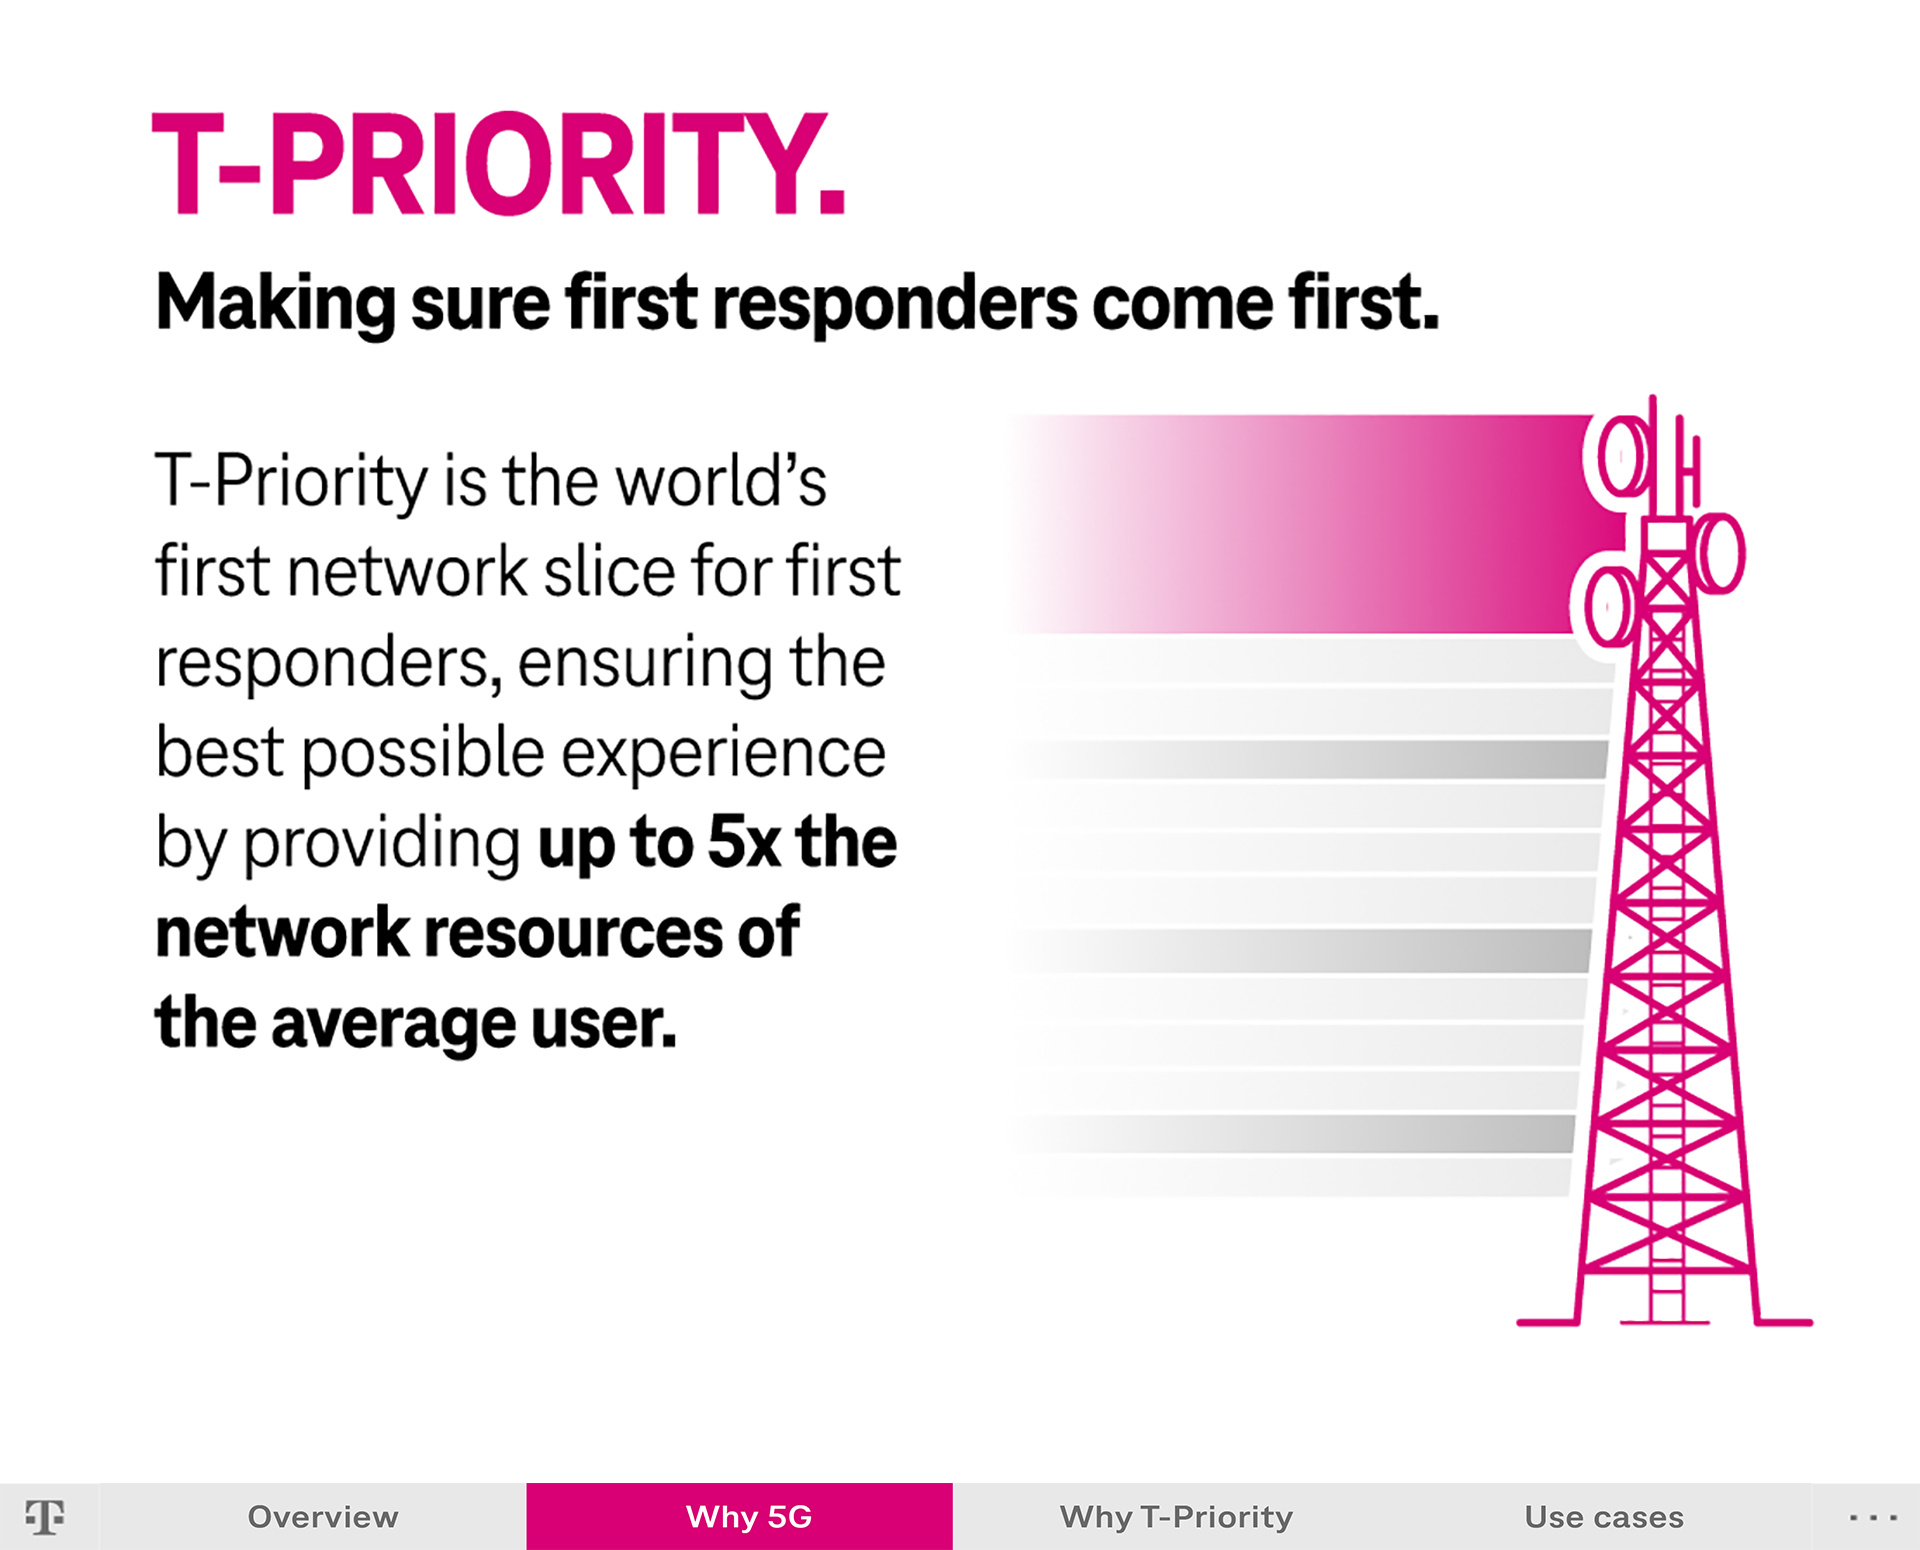 T-PRIORITY.
Making sure first responders come first.
T-Priority is the world’s
first network slice for first
responders, ensuring the
best possible experience
by providing up to 5x the
network resources of
the average user.
T
Overview
Why 5G
Why T-Priority
Use cases
...